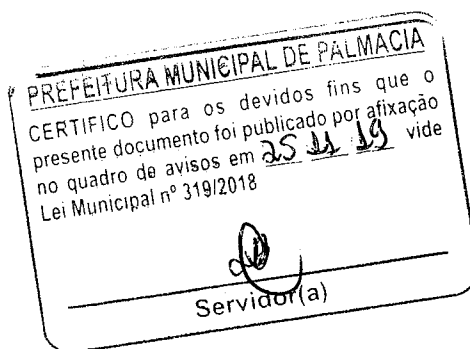 PREFEITURA MUNICIPAL DE PALMACIA
CERTIFICO para os devidos fins que o
presente documento foi publicado por afixação
no quadro de avisos em 25 11 19 vide
Lei Municipal nº 319/2018
Servidor(a)